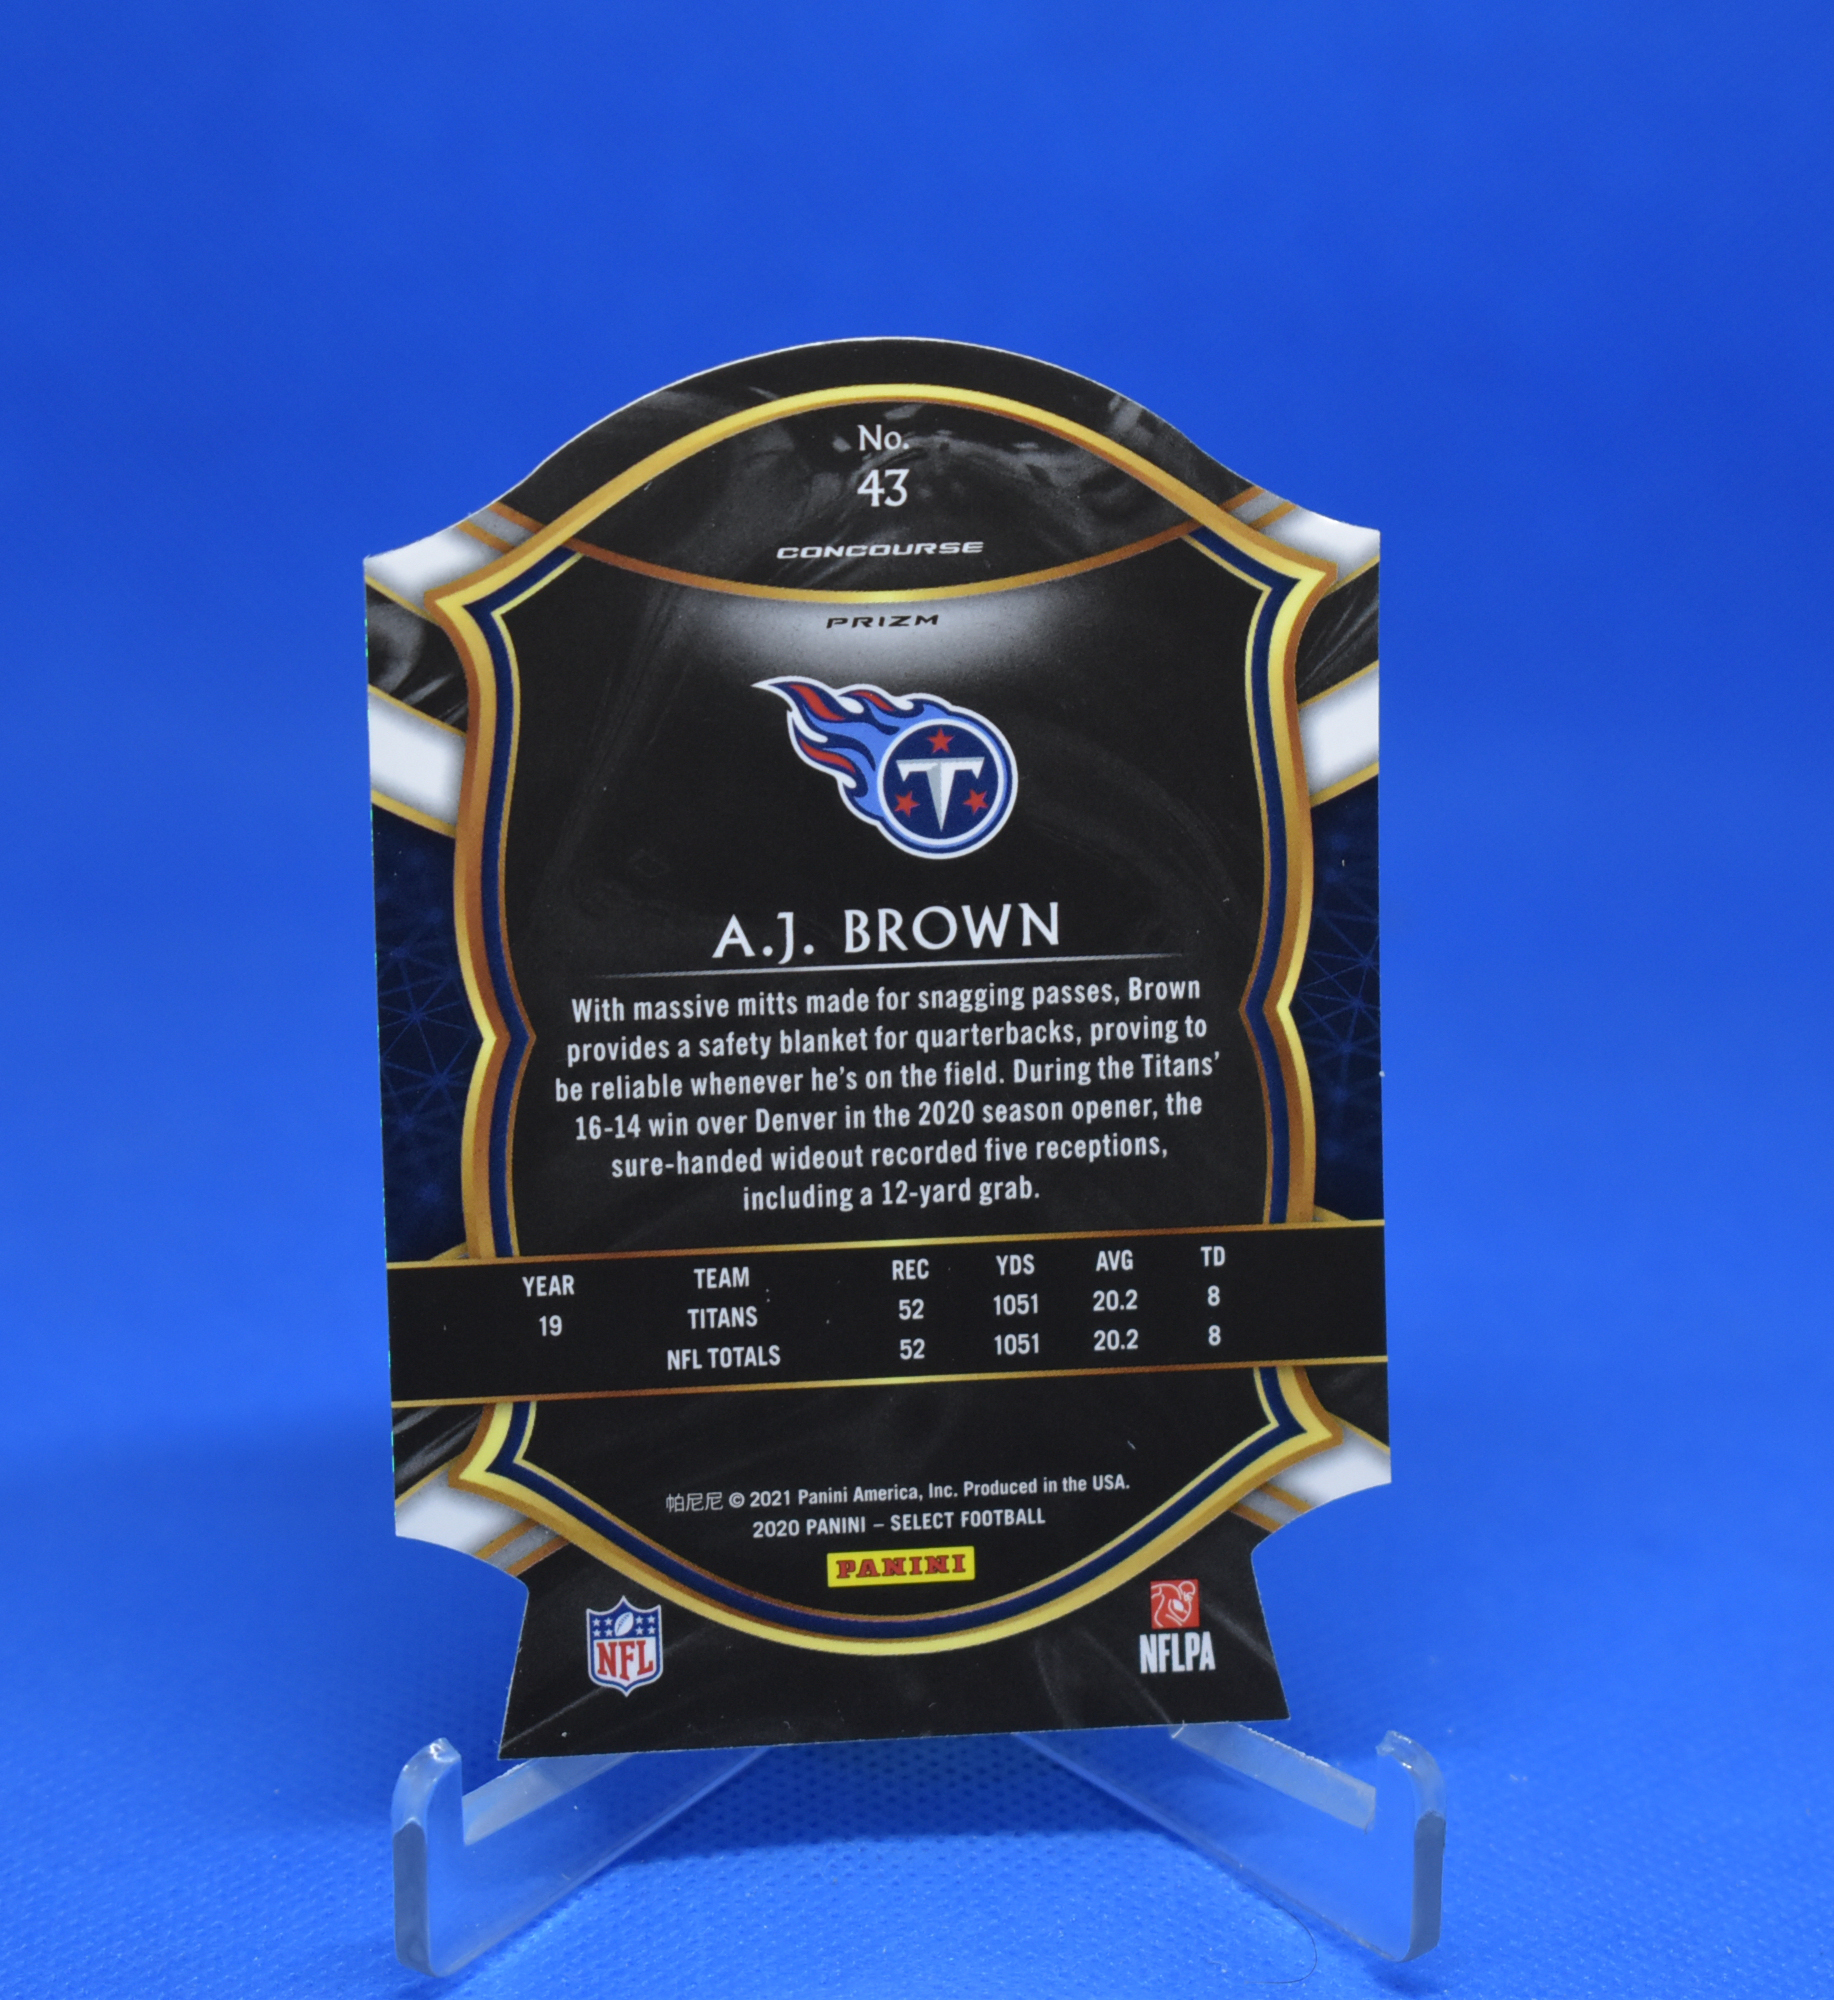 No.
43
CONCOURSE
PRIZM
T
A.J. BROWN
With massive mitts made for snagging passes, Brown
provides a safety blanket for quarterbacks, proving to
be reliable whenever he's on the field. During the Titans'
16-14 win over Denver in the 2020 season opener, the
sure-handed wideout recorded five receptions,
including a 12-yard grab.
YEAR TEAM REC YDS AVG TD
19 TITANS 52 1051 20.2 8
NFL TOTALS 52 1051 20.2 8
帕尼尼 © 2021 Panini America, Inc. Produced in the USA.
2020 PANINI – SELECT FOOTBALL
PANINI
NFL
NFLPA